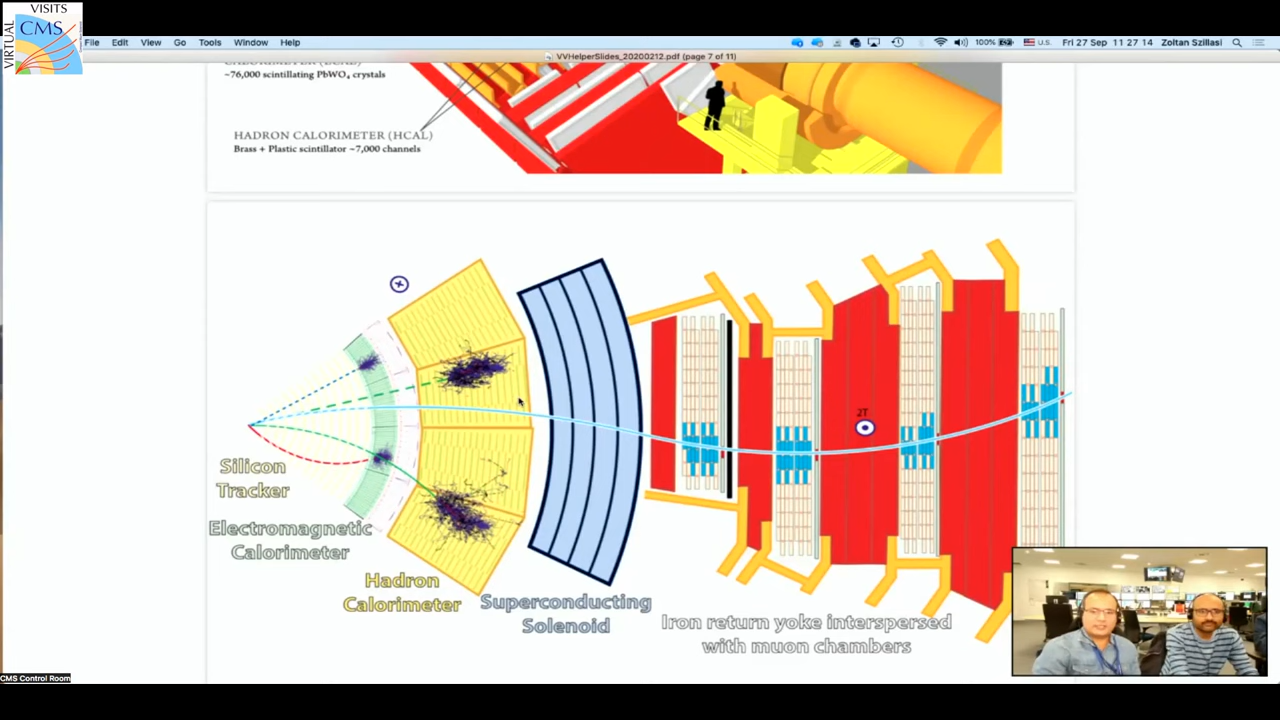 VISITS
CMS
VIRTUAL
File Edit View Go Tools Window Help
100% U.S. Fri 27 Sep 11 27 14 Zoltan Szillasi
VVHelperSlides_20200212.pdf (page 7 of 11)
~76,000 scintillating PbWO₄ crystals
HADRON CALORIMETER (HCAL)
Brass + Plastic scintillator ~7,000 channels
2T
Silicon
Tracker
Electromagnetic
Calorimeter
Hadron
Calorimeter
Superconducting
Solenoid
Iron return yoke interspersed
with muon chambers
CMS Control Room